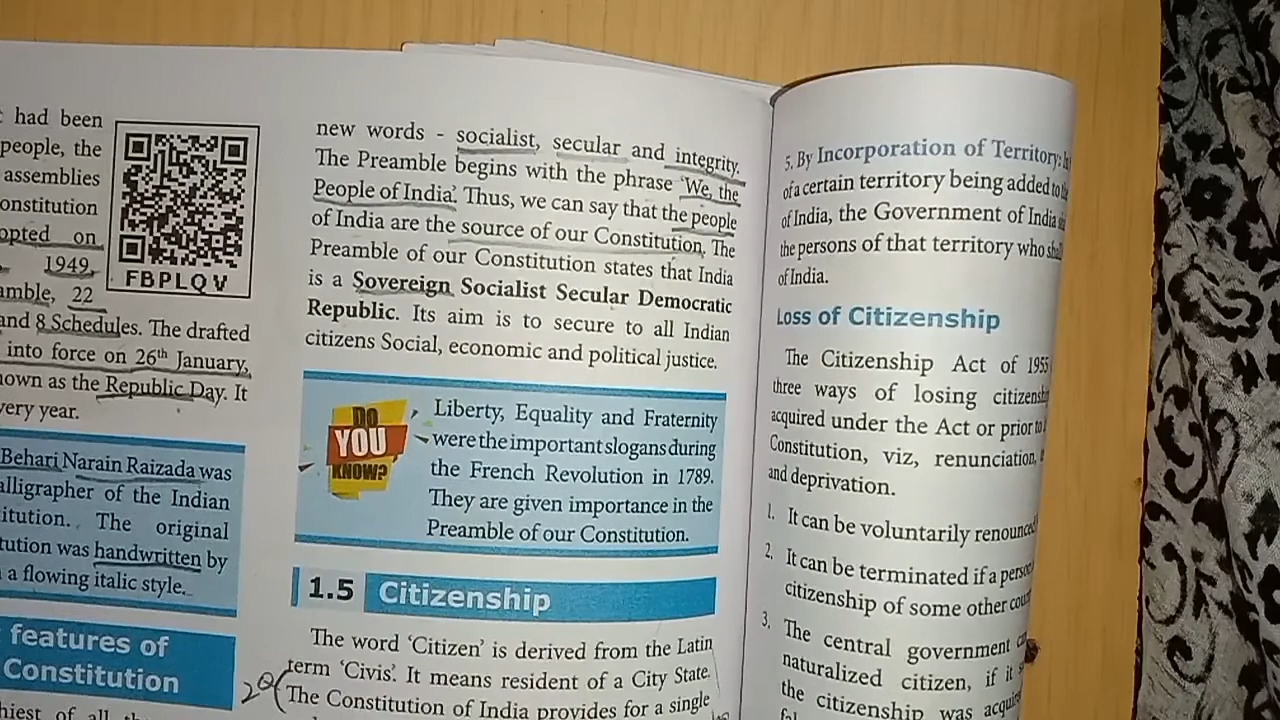 had been
people, the
assemblies
onstitution
opted on
1949,
amble, 22
and 8 Schedules. The drafted
into force on 26th January,
own as the Republic Day. It
very year.
FBPLQV
Behari Narain Raizada was
alligrapher of the Indian
itution. The original
tution was handwritten by
a flowing italic style.
features of
Constitution
hiest of all
new words - socialist, secular and integrity.
The Preamble begins with the phrase ‘We, the
People of India’. Thus, we can say that the people
of India are the source of our Constitution. The
Preamble of our Constitution states that India
is a Sovereign Socialist Secular Democratic
Republic. Its aim is to secure to all Indian
citizens Social, economic and political justice.
DO
YOU
KNOW?
Liberty, Equality and Fraternity
were the important slogans during
the French Revolution in 1789.
They are given importance in the
Preamble of our Constitution.
1.5 Citizenship
The word ‘Citizen’ is derived from the Latin
term ‘Civis’. It means resident of a City State.
The Constitution of India provides for a single
5. By Incorporation of Territory:
of a certain territory being added to
of India, the Government of India
the persons of that territory who
of India.
Loss of Citizenship
The Citizenship Act of 1955
three ways of losing
acquired under the Act or prior to
Constitution, viz, renunciation,
and deprivation.
1. It can be voluntarily renounced
2. It can be terminated if a
citizenship of some other
3. The central government
naturalized citizen, if it
the citizenship was